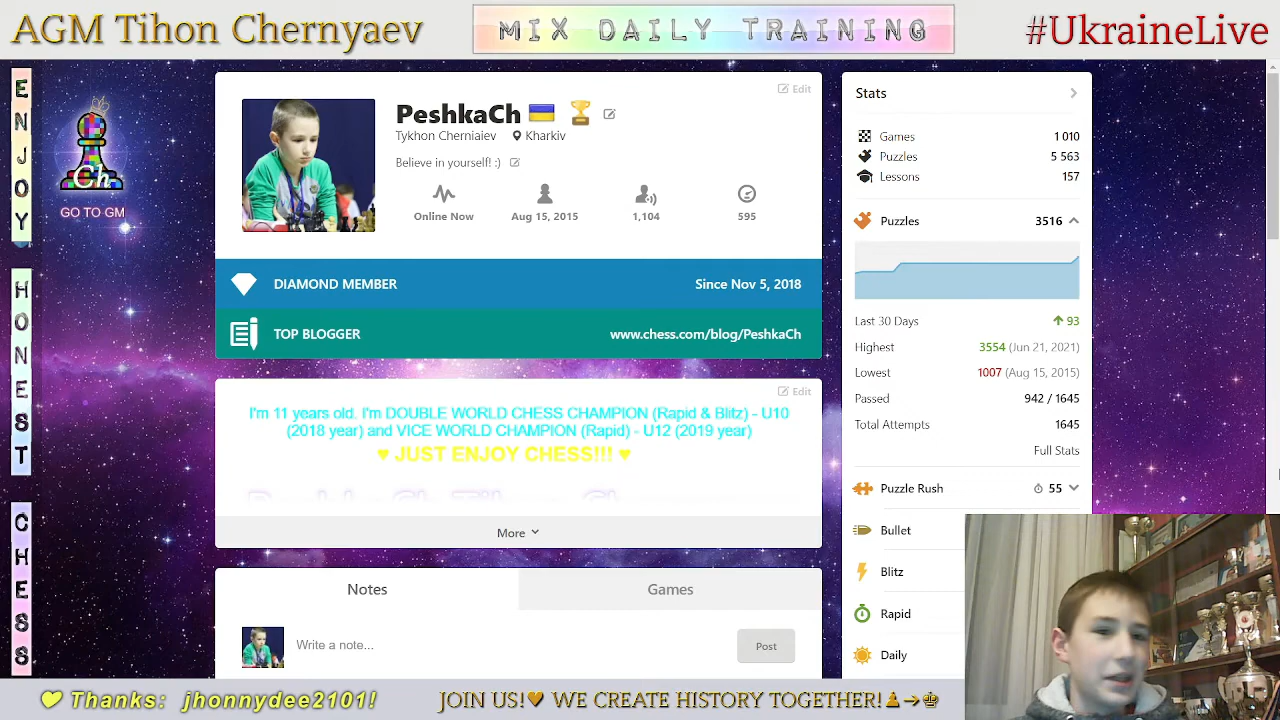 AGM Tihon Chernyaev
MIX DAILY TRAINING
#UkraineLive
ENJOY
HONEST
CHESS
Ch
GO TO GM
Edit
PeshkaCh
Tykhon Cherniaiev
Kharkiv
Believe in yourself! :)
Online Now
Aug 15, 2015
1,104
595
DIAMOND MEMBER
Since Nov 5, 2018
TOP BLOGGER
www.chess.com/blog/PeshkaCh
Edit
I'm 11 years old. I'm DOUBLE WORLD CHESS CHAMPION (Rapid & Blitz) - U10
(2018 year) and VICE WORLD CHAMPION (Rapid) - U12 (2019 year)
♥ JUST ENJOY CHESS!!! ♥
More
Notes
Games
Write a note...
Post
Stats
Games 1 010
Puzzles 5 563
Lessons 157
Puzzles 3516
Last 30 Days 93
Highest 3554 (Jun 21, 2021)
Lowest 1007 (Aug 15, 2015)
Passed 942 / 1645
Total Attempts 1645
Full Stats
Puzzle Rush 55
Bullet
Blitz
Rapid
Daily
Thanks: jhonnydee2101!
JOIN US! WE CREATE HISTORY TOGETHER!